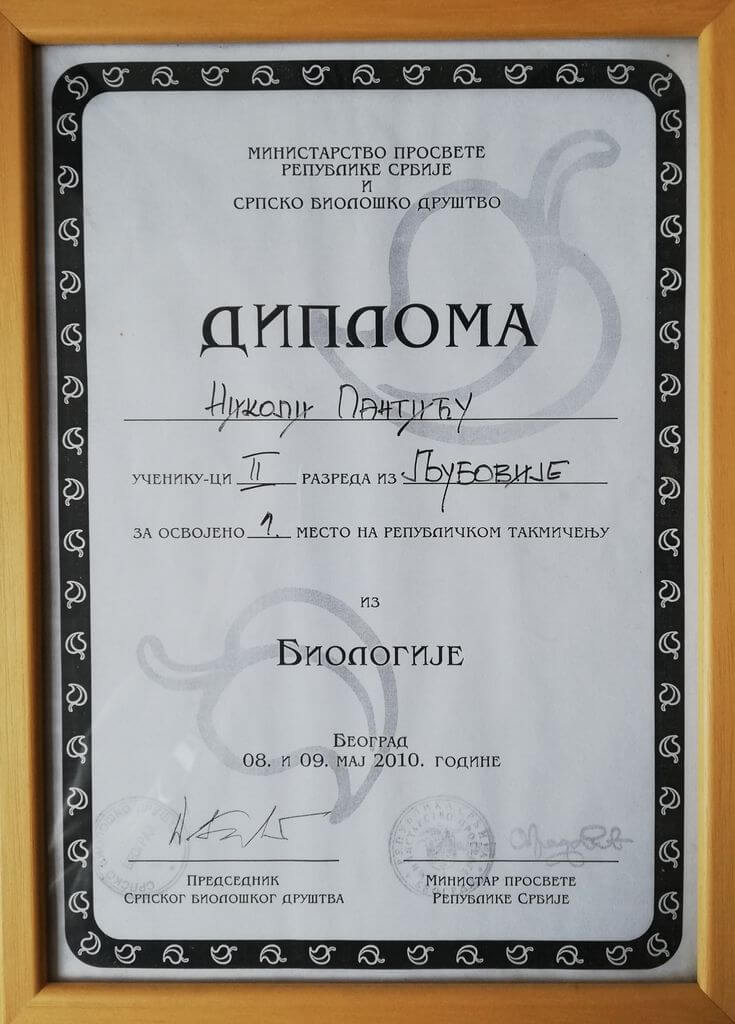 МИНИСТАРСТВО ПРОСВЕТЕ
РЕПУБЛИКЕ СРБИЈЕ
И
СРПСКО БИОЛОШКО ДРУШТВО
ДИПЛОМА
Николи Пантићу
УЧЕНИКУ-ЦИ II РАЗРЕДА ИЗ ЉУБОВИЈЕ
ЗА ОСВОЈЕНО 1. МЕСТО НА РЕПУБЛИЧКОМ ТАКМИЧЕЊУ
ИЗ
БИОЛОГИЈЕ
БЕОГРАД
08. И 09. МАЈ 2010. ГОДИНЕ
ПРЕДСЕДНИК
СРПСКОГ БИОЛОШКОГ ДРУШТВА
МИНИСТАР ПРОСВЕТЕ
РЕПУБЛИКЕ СРБИЈЕ